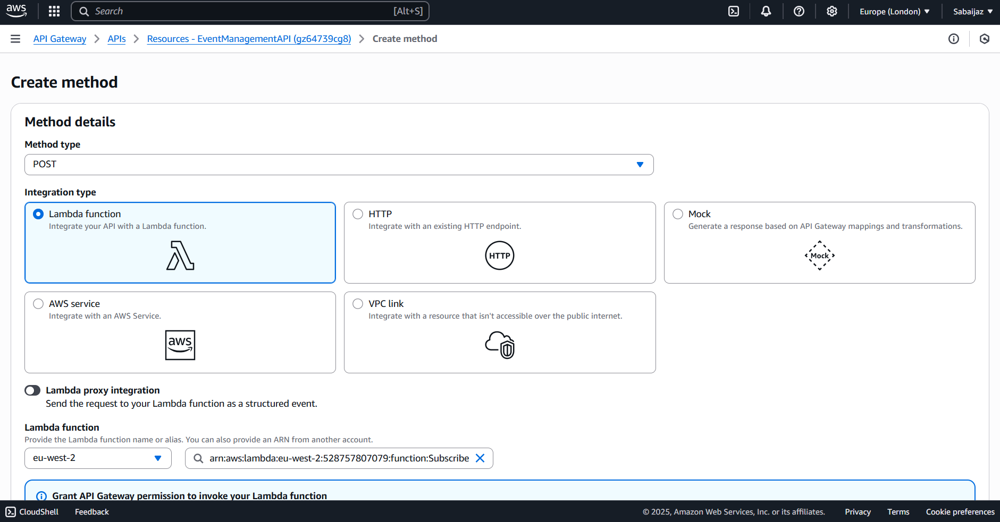 aws
Search [Alt+S]
Europe (London)
Sabaijaz
API Gateway
APIs
Resources - EventManagementAPI (gz64739cg8)
Create method
Create method
Method details
Method type
POST
Integration type
Lambda function
Integrate your API with a Lambda function.
HTTP
Integrate with an existing HTTP endpoint.
HTTP
Mock
Generate a response based on API Gateway mappings and transformations.
Mock
AWS service
Integrate with an AWS Service.
aws
VPC link
Integrate with a resource that isn't accessible over the public internet.
Lambda proxy integration
Send the request to your Lambda function as a structured event.
Lambda function
Provide the Lambda function name or alias. You can also provide an ARN from another account.
eu-west-2
arn:aws:lambda:eu-west-2:528757807079:function:Subscribe
Grant API Gateway permission to invoke your Lambda function
CloudShell
Feedback
© 2025, Amazon Web Services, Inc. or its affiliates.
Privacy
Terms
Cookie preferences